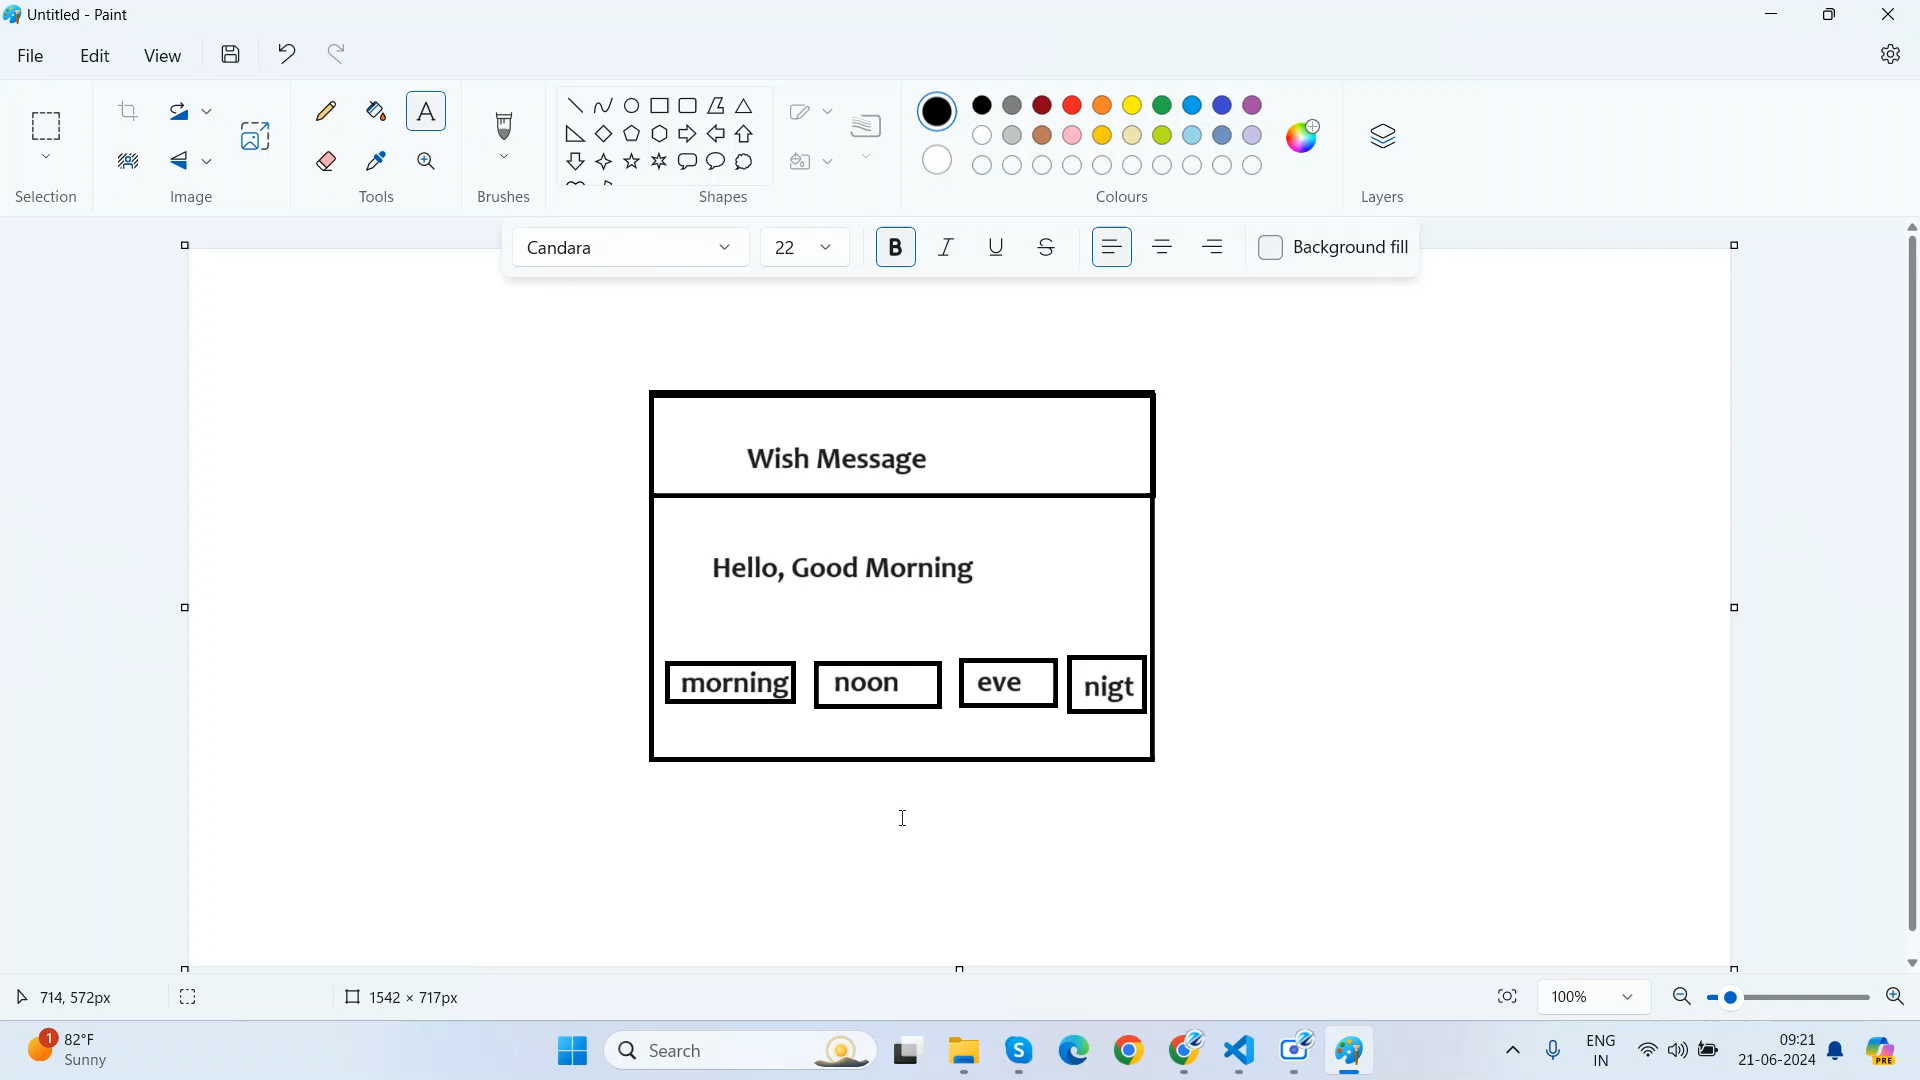 Untitled - Paint
File Edit View
Selection Image Tools Brushes Shapes Colours Layers
Candara 22 B I U S Background fill
Wish Message
Hello, Good Morning
morning noon eve nigt
714, 572px 1542 × 717px 100%
1 82°F
Sunny
Search
ENG
IN
09:21
21-06-2024
PRE